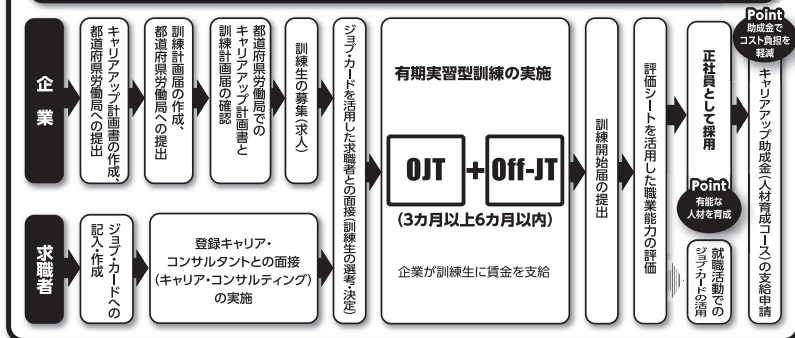 企業
キャリアアップ計画書の作成、
都道府県労働局への提出
訓練計画届の作成、
都道府県労働局への提出
都道府県労働局での
キャリアアップ計画書と
訓練計画届の確認
訓練生の募集（求人）
ジョブ・カードを活用した求職者との面接（訓練生の選考・決定）
有期実習型訓練の実施
OJT + Off-JT
（3カ月以上6カ月以内）
企業が訓練生に賃金を支給
訓練開始届の提出
評価シートを活用した職業能力の評価
正社員として採用
Point
有能な
人材を育成
就職活動での
ジョブ・カードの活用
Point
助成金で
コスト負担を
軽減
キャリアアップ助成金（人材育成コース）の支給申請
求職者
ジョブ・カードへの
記入・作成
登録キャリア・
コンサルタントとの面接
（キャリア・コンサルティング）
の実施